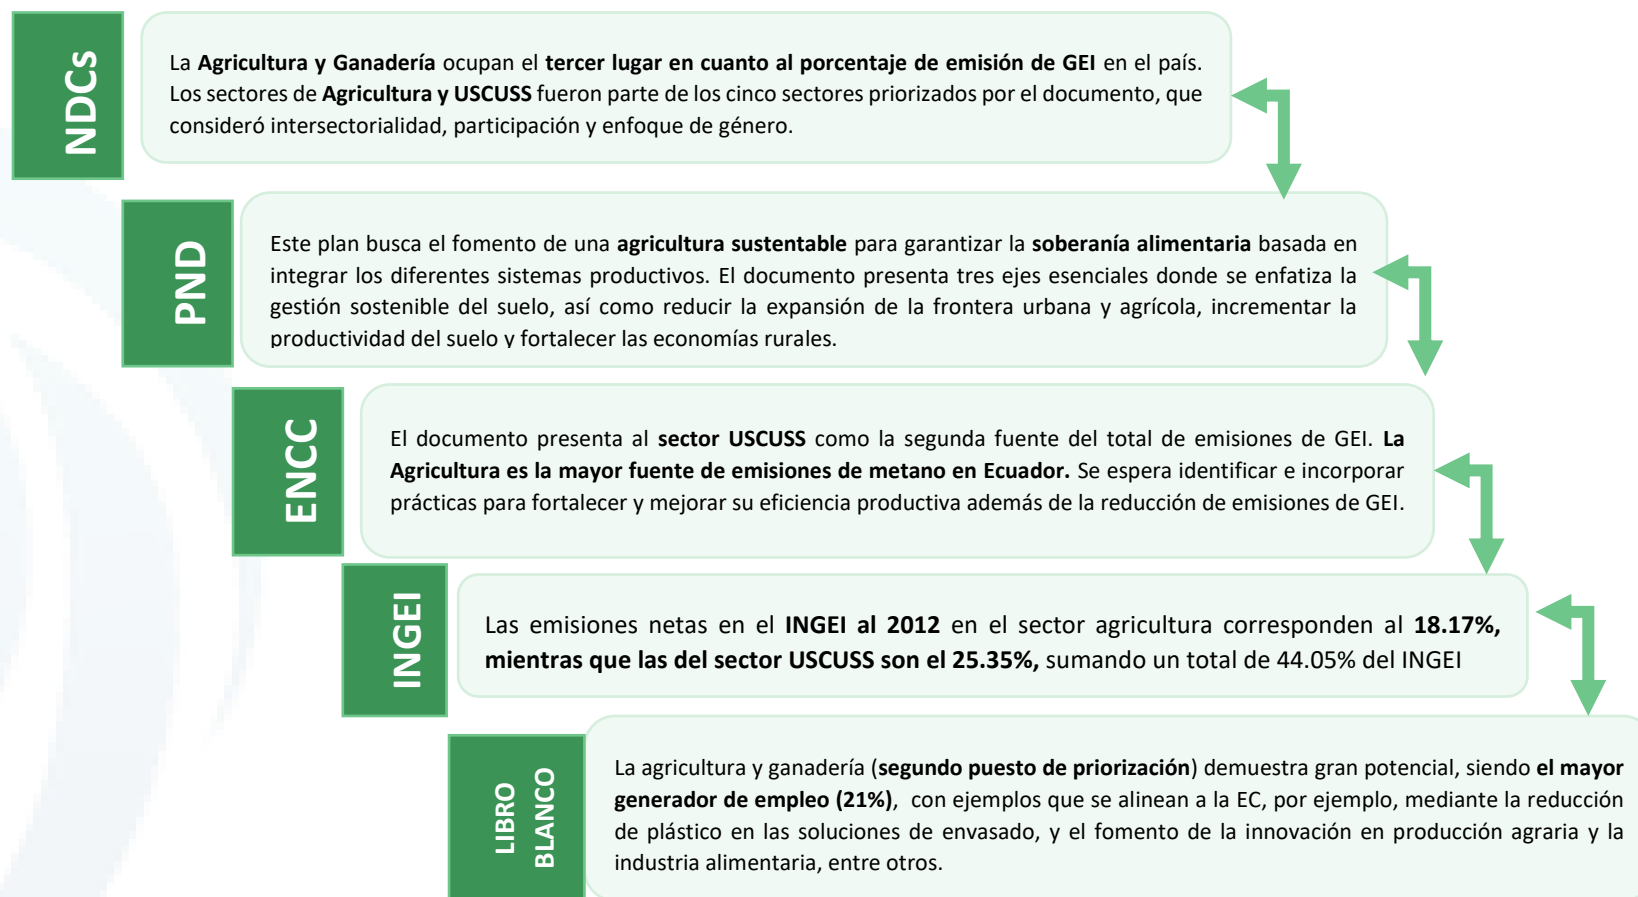 NDCs
La Agricultura y Ganadería ocupan el tercer lugar en cuanto al porcentaje de emisión de GEI en el país.
Los sectores de Agricultura y USCUSS fueron parte de los cinco sectores priorizados por el documento, que
consideró intersectorialidad, participación y enfoque de género.
PND
Este plan busca el fomento de una agricultura sustentable para garantizar la soberanía alimentaria basada en
integrar los diferentes sistemas productivos. El documento presenta tres ejes esenciales donde se enfatiza la
gestión sostenible del suelo, así como reducir la expansión de la frontera urbana y agrícola, incrementar la
productividad del suelo y fortalecer las economías rurales.
ENCC
El documento presenta al sector USCUSS como la segunda fuente del total de emisiones de GEI. La
Agricultura es la mayor fuente de emisiones de metano en Ecuador. Se espera identificar e incorporar
prácticas para fortalecer y mejorar su eficiencia productiva además de la reducción de emisiones de GEI.
INGEI
Las emisiones netas en el INGEI al 2012 en el sector agricultura corresponden al 18.17%,
mientras que las del sector USCUSS son el 25.35%, sumando un total de 44.05% del INGEI
LIBRO
BLANCO
La agricultura y ganadería (segundo puesto de priorización) demuestra gran potencial, siendo el mayor
generador de empleo (21%), con ejemplos que se alinean a la EC, por ejemplo, mediante la reducción
de plástico en las soluciones de envasado, y el fomento de la innovación en producción agraria y la
industria alimentaria, entre otros.